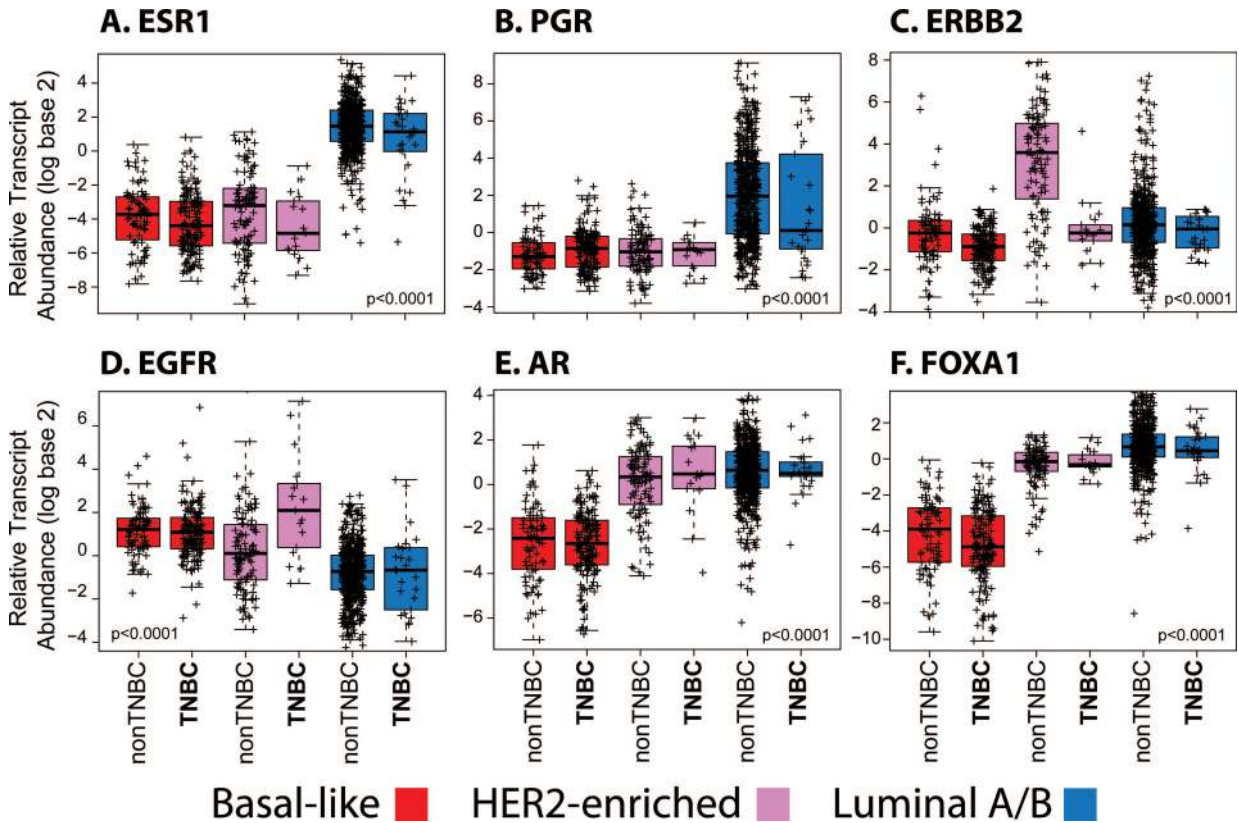 A. ESR1
B. PGR
C. ERBB2
Relative Transcript
Abundance (log base 2)
4
2
0
−2
−4
−6
−8
p<0.0001
8
6
4
2
0
−2
−4
p<0.0001
8
6
4
2
0
−2
−4
p<0.0001
D. EGFR
E. AR
F. FOXA1
Relative Transcript
Abundance (log base 2)
6
4
2
0
−2
−4
p<0.0001
4
2
0
−2
−4
−6
p<0.0001
2
0
−2
−4
−6
−8
−10
p<0.0001
nonTNBC
TNBC
nonTNBC
TNBC
nonTNBC
TNBC
nonTNBC
TNBC
nonTNBC
TNBC
nonTNBC
TNBC
nonTNBC
TNBC
nonTNBC
TNBC
nonTNBC
TNBC
Basal-like HER2-enriched Luminal A/B